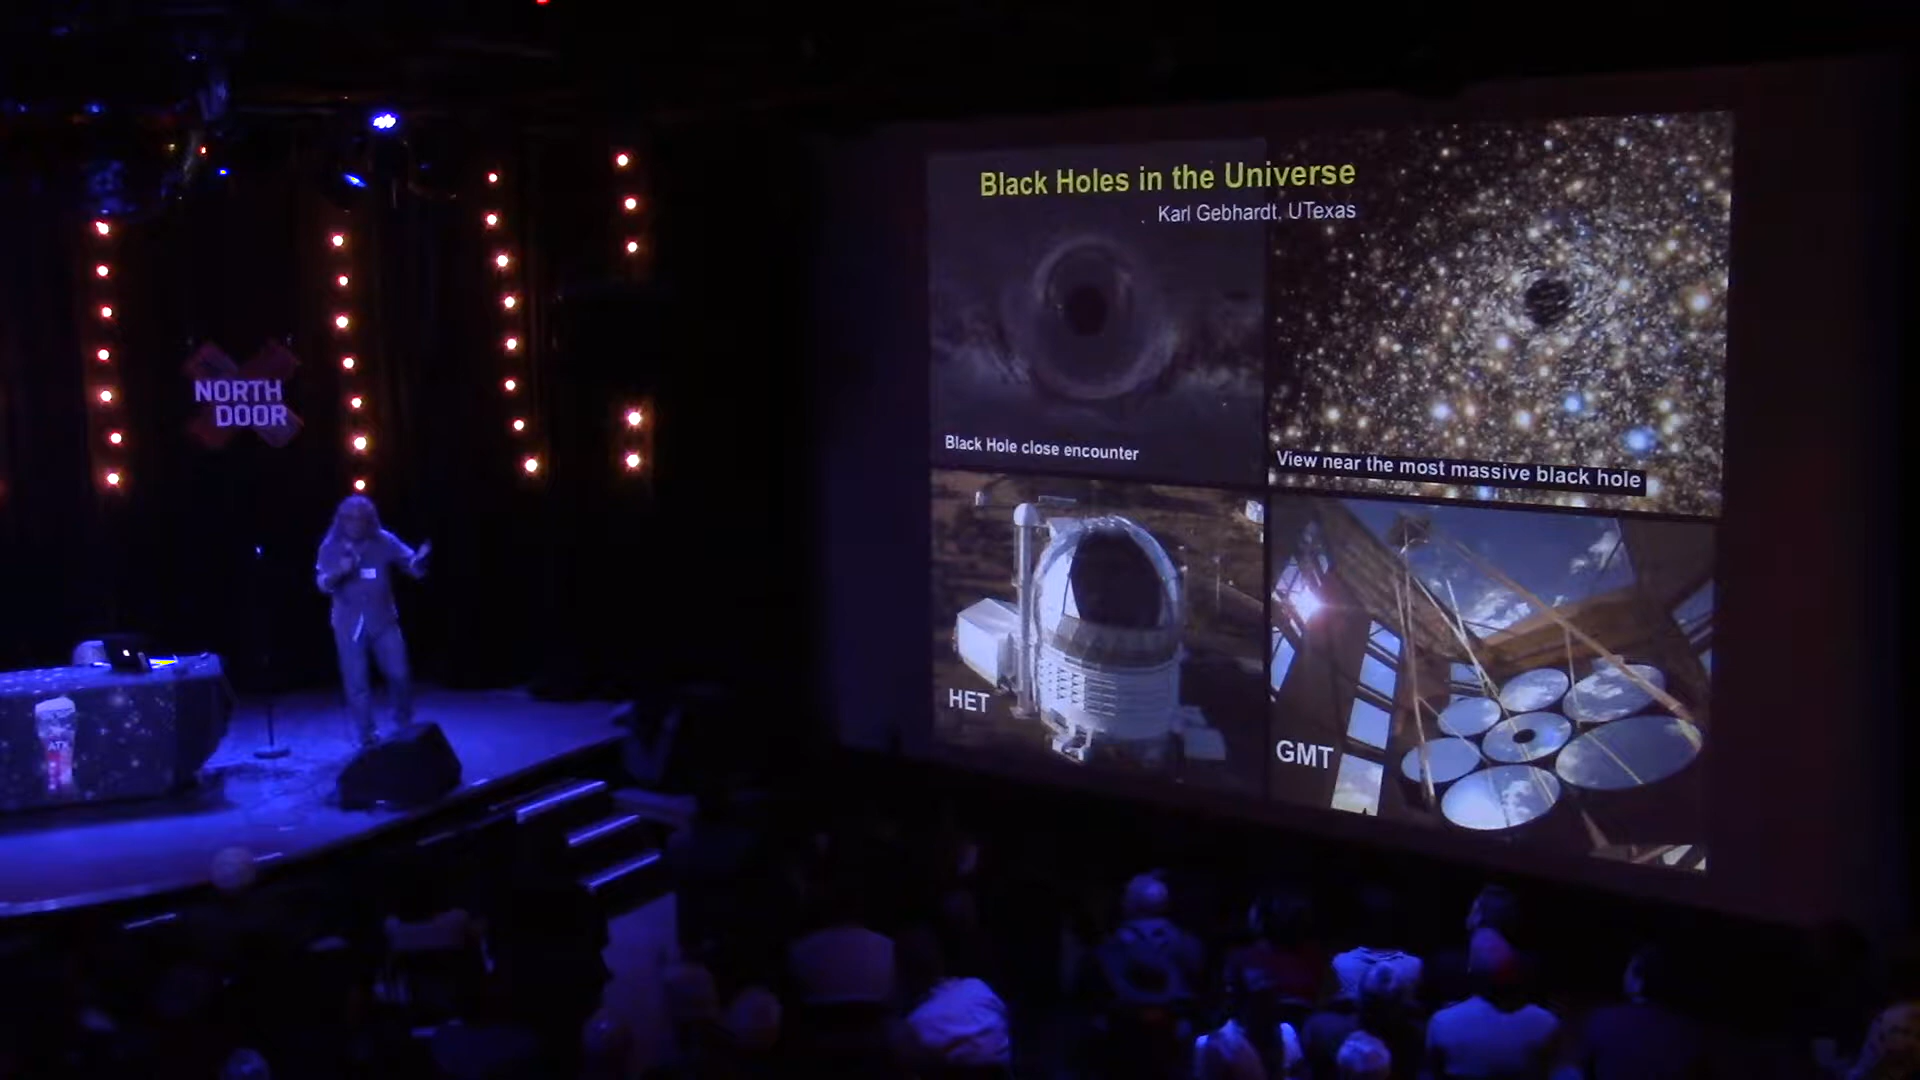 NORTH
DOOR
Black Holes in the Universe
Karl Gebhardt, UTexas
Black Hole close encounter
View near the most massive black hole
HET
GMT
ATX